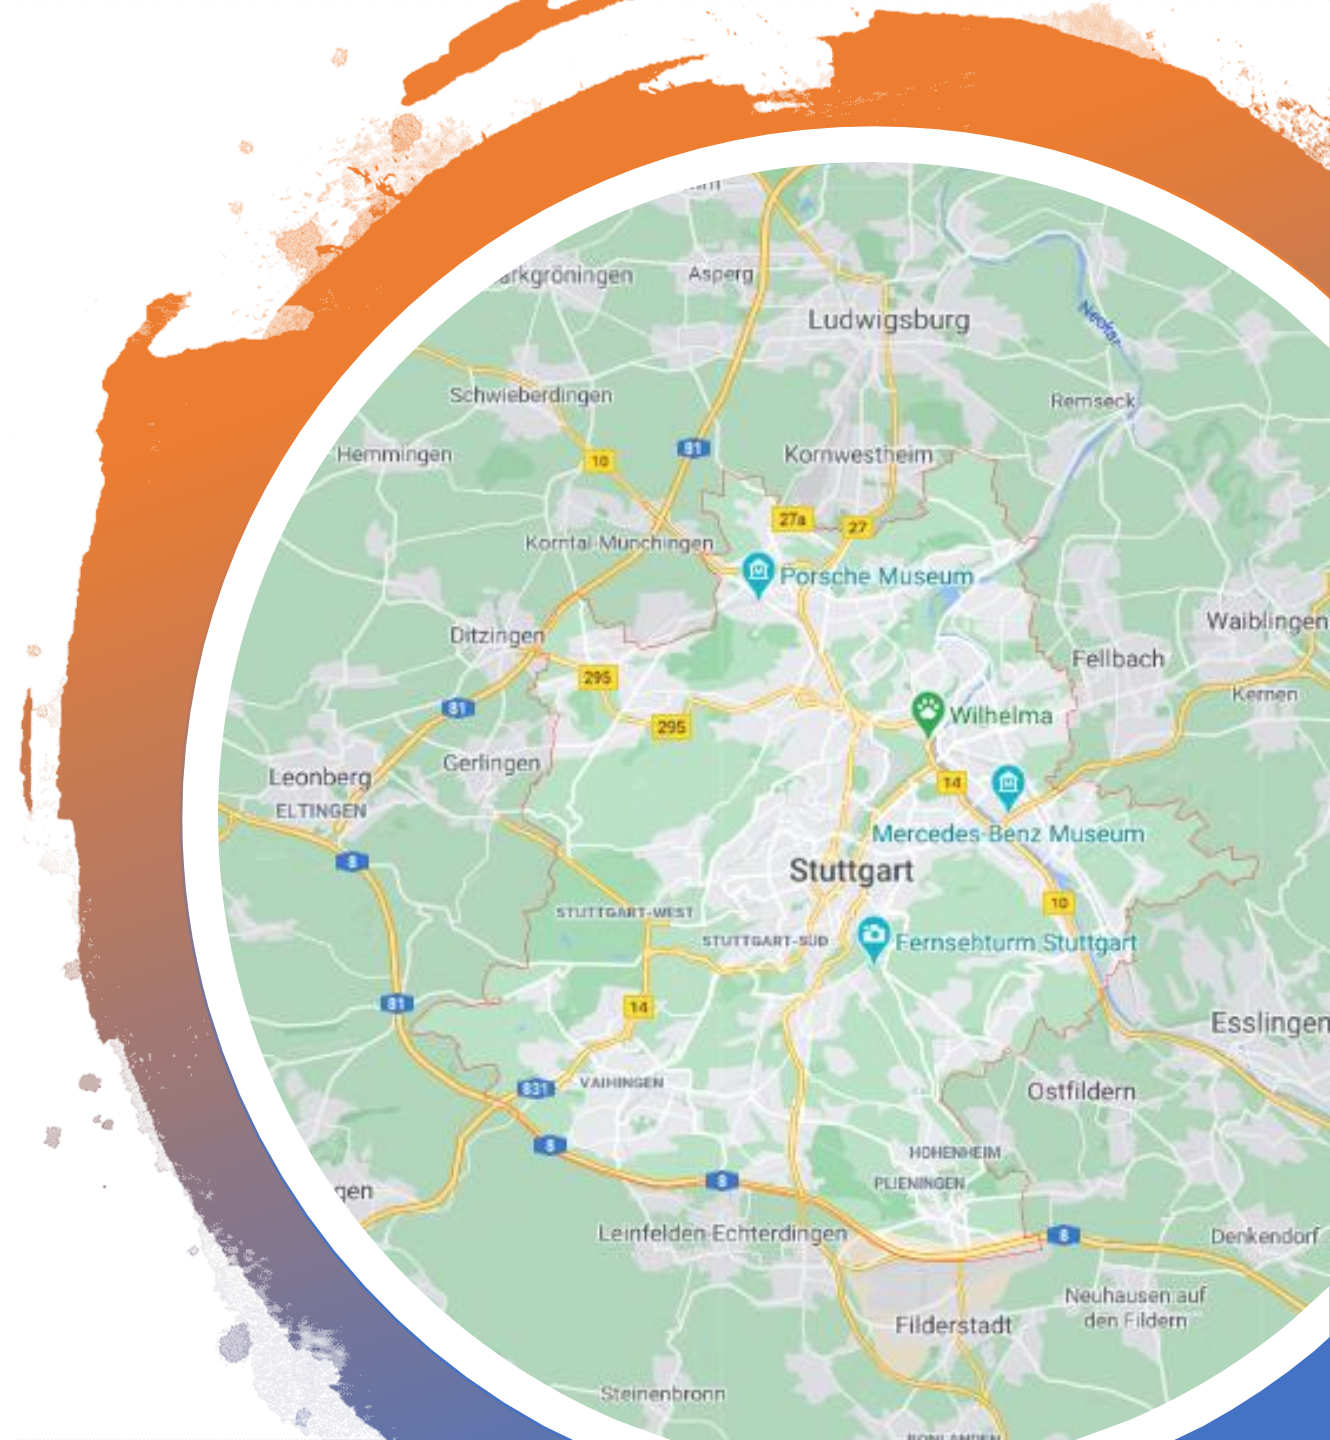 arkgröningen
Asperg
Ludwigsburg
Neckar
Schwieberdingen
Remseck
81
Hemmingen
10
Kornwestheim
27a
27
Korntal-Münchingen
Porsche Museum
Ditzingen
Waiblingen
295
Fellbach
81
Kernen
295
Wilhelma
Gerlingen
Leonberg
14
ELTINGEN
Mercedes-Benz Museum
8
Stuttgart
10
STUTTGART-WEST
STUTTGART-SÜD
Fernsehturm Stuttgart
81
14
Esslingen
831
VAIHINGEN
Ostfildern
8
HOHENHEIM
8
PLIENINGEN
gen
Leinfelden-Echterdingen
8
Denkendorf
Neuhausen auf
den Fildern
Filderstadt
Steinenbronn
BONLANDEN